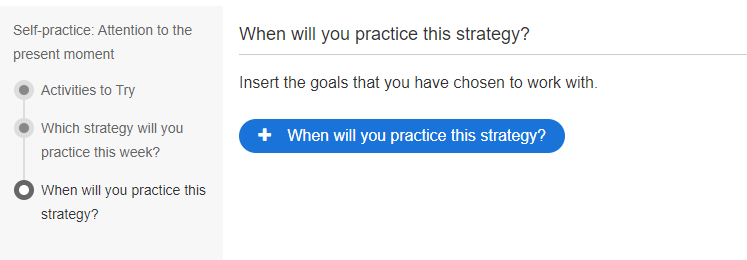 Self-practice: Attention to the
present moment
Activities to Try
Which strategy will you
practice this week?
When will you practice this
strategy?
When will you practice this strategy?
Insert the goals that you have chosen to work with.
+ When will you practice this strategy?